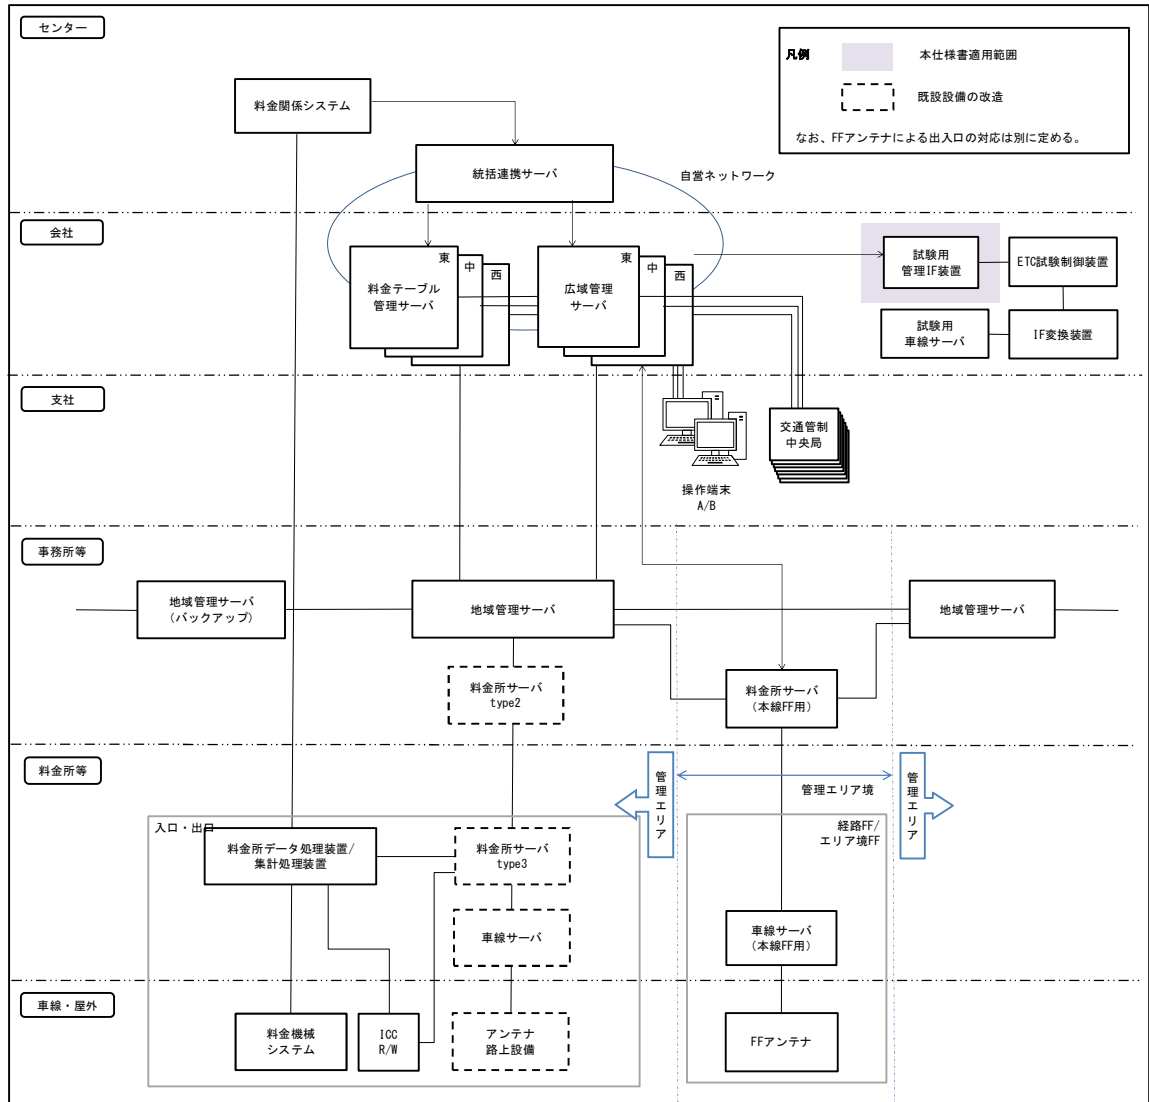 センター
凡例
本仕様書適用範囲
既設設備の改造
なお、FFアンテナによる出入口の対応は別に定める。
料金関係システム
統括連携サーバ
自営ネットワーク
会社
東
中
西
料金テーブル
管理サーバ
東
中
西
広域管理
サーバ
試験用
管理IF装置
ETC試験制御装置
試験用
車線サーバ
IF変換装置
支社
交通管制
中央局
操作端末
A/B
事務所等
地域管理サーバ
(バックアップ)
地域管理サーバ
地域管理サーバ
料金所サーバ
type2
料金所サーバ
(本線FF用)
料金所等
管理エリア
管理エリア境
管理エリア
入口・出口
料金所データ処理装置/
集計処理装置
料金所サーバ
type3
経路FF/
エリア境FF
車線サーバ
車線サーバ
(本線FF用)
車線・屋外
料金機械
システム
ICC
R/W
アンテナ
路上設備
FFアンテナ